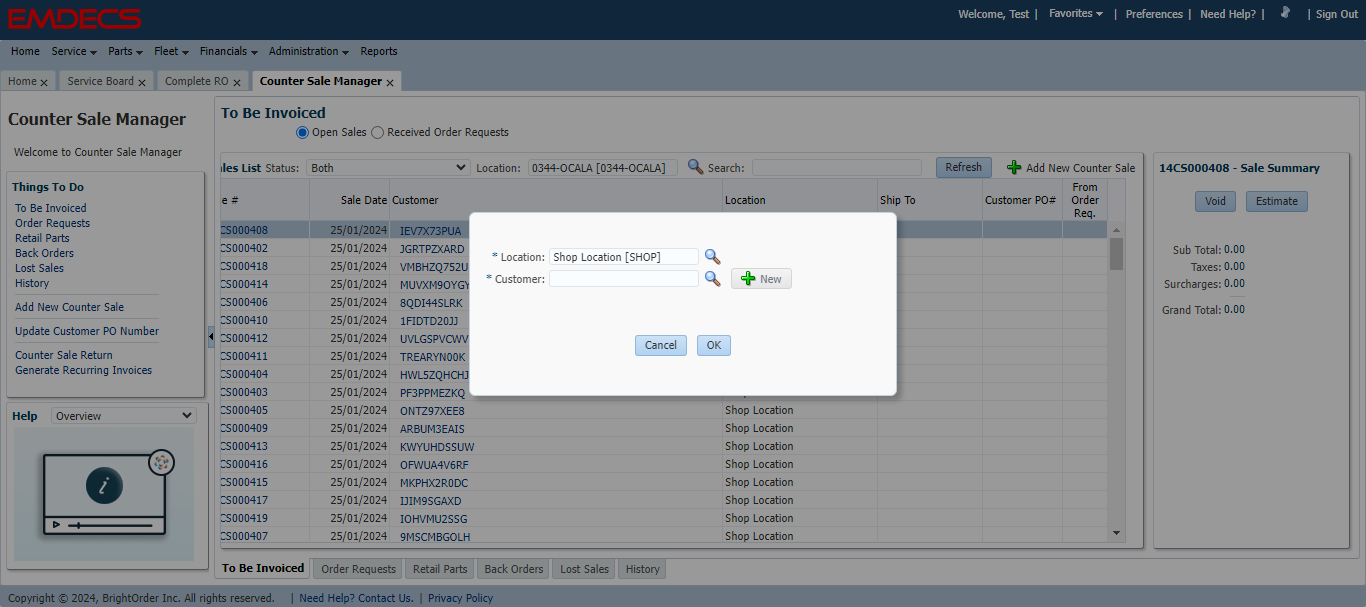 EMDECS
Welcome, Test | Favorites | Preferences | Need Help? | | Sign Out
Home Service Parts Fleet Financials Administration Reports
Home Service Board Complete RO Counter Sale Manager
Counter Sale Manager
Welcome to Counter Sale Manager
Things To Do
To Be Invoiced
Order Requests
Retail Parts
Back Orders
Lost Sales
History
Add New Counter Sale
Update Customer PO Number
Counter Sale Return
Generate Recurring Invoices
Help Overview
i
To Be Invoiced
Open Sales Received Order Requests
les List Status: Both Location: 0344-OCALA [0344-OCALA] Search: Refresh Add New Counter Sale
e # Sale Date Customer Location Ship To Customer PO# From Order Req.
CS000408 25/01/2024 IEV7X73PUA
CS000402 25/01/2024 JGRTPZXARD
CS000418 25/01/2024 VMBHZQ752U
CS000414 25/01/2024 MUVXM9OYGY
CS000406 25/01/2024 8QDI44SLRK
CS000410 25/01/2024 1FIDTD20JJ
CS000412 25/01/2024 UVLGSPVCWV
CS000411 25/01/2024 TREARYN00K
CS000404 25/01/2024 HWL5ZQHCHJ
CS000403 25/01/2024 PF3PPMEZKQ
CS000405 25/01/2024 ONTZ97XEE8 Shop Location
CS000409 25/01/2024 ARBUM3EAIS Shop Location
CS000413 25/01/2024 KWYUHDSSUW Shop Location
CS000416 25/01/2024 OFWUA4V6RF Shop Location
CS000415 25/01/2024 MKPHX2R0DC Shop Location
CS000417 25/01/2024 IJIM9SGAXD Shop Location
CS000419 25/01/2024 IOHVMU2SSG Shop Location
CS000407 25/01/2024 9MSCMBGOLH Shop Location
* Location: Shop Location [SHOP]
* Customer: New
Cancel OK
14CS000408 - Sale Summary
Void Estimate
Sub Total: 0.00
Taxes: 0.00
Surcharges: 0.00
Grand Total: 0.00
To Be Invoiced Order Requests Retail Parts Back Orders Lost Sales History
Copyright © 2024, BrightOrder Inc. All rights reserved. | Need Help? Contact Us. | Privacy Policy